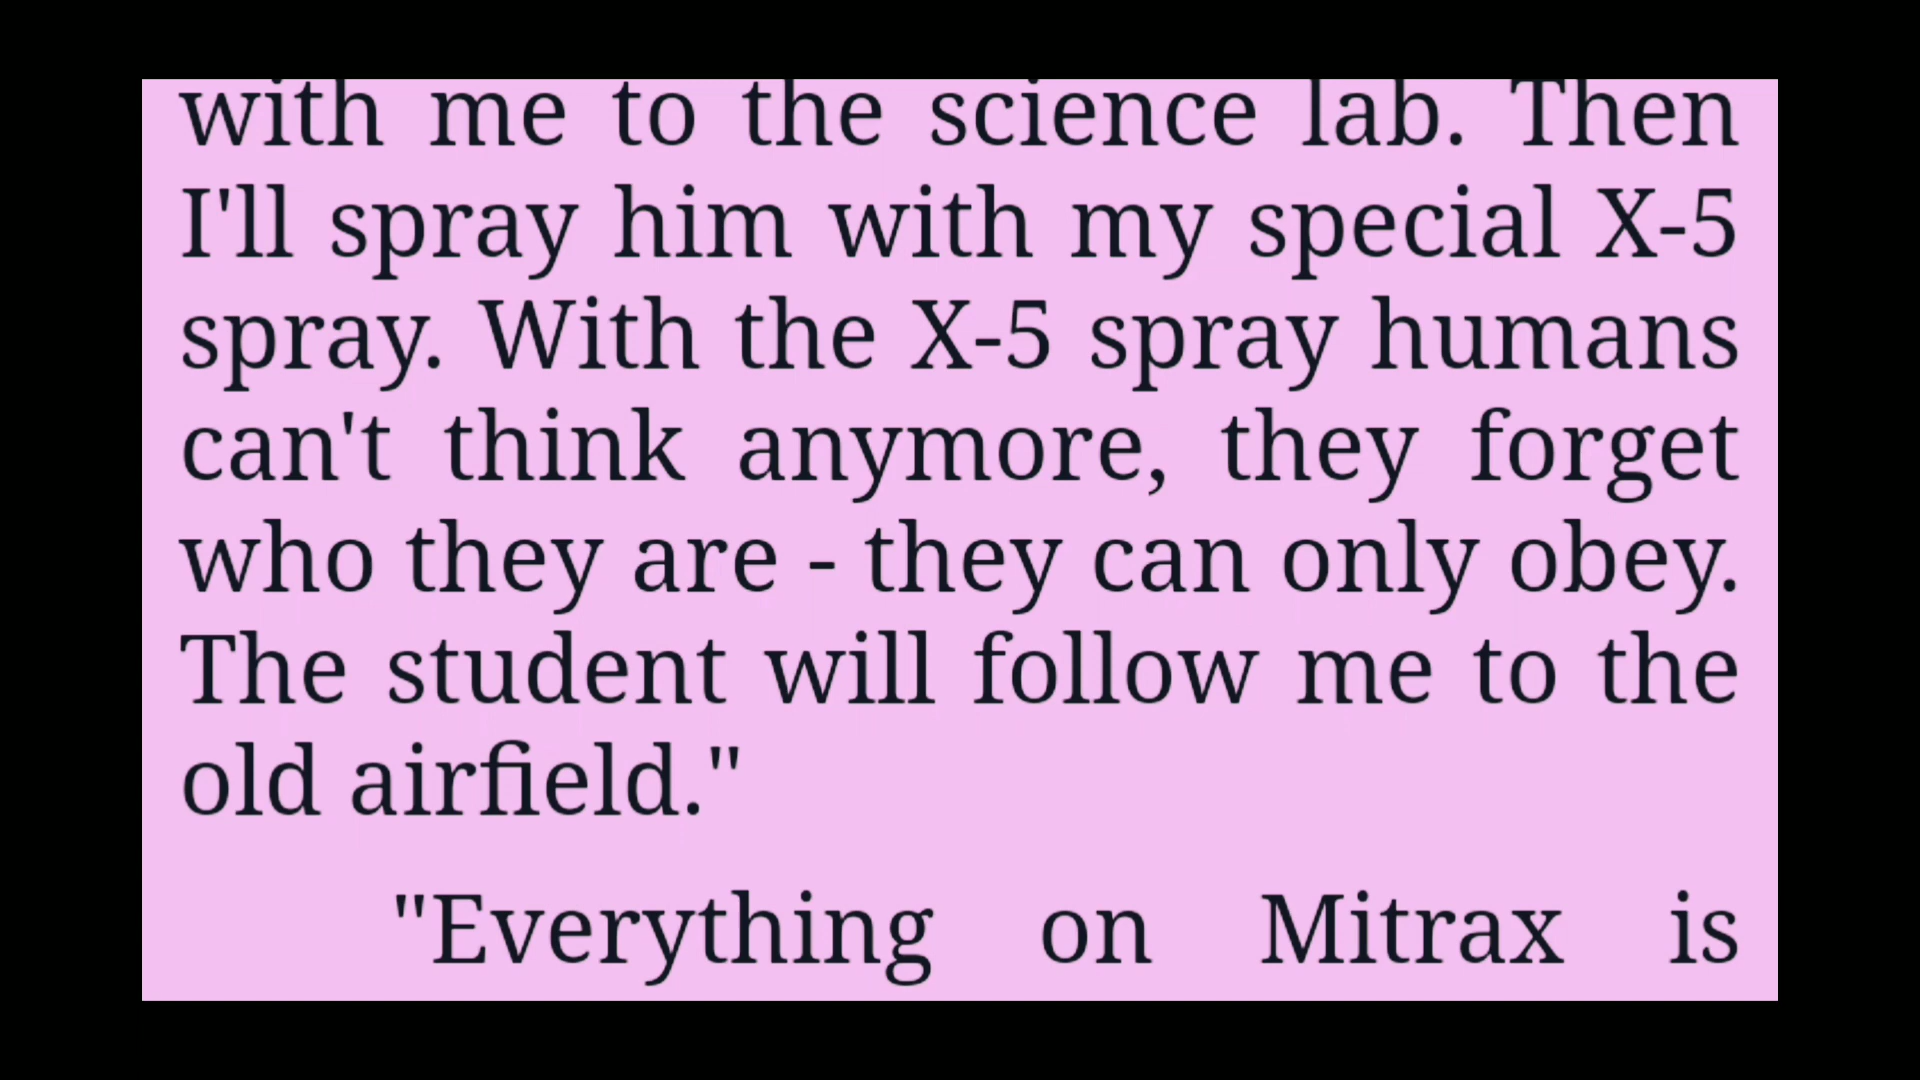 with me to the science lab. Then
I'll spray him with my special X-5
spray. With the X-5 spray humans
can't think anymore, they forget
who they are - they can only obey.
The student will follow me to the
old airfield."
"Everything on Mitrax is